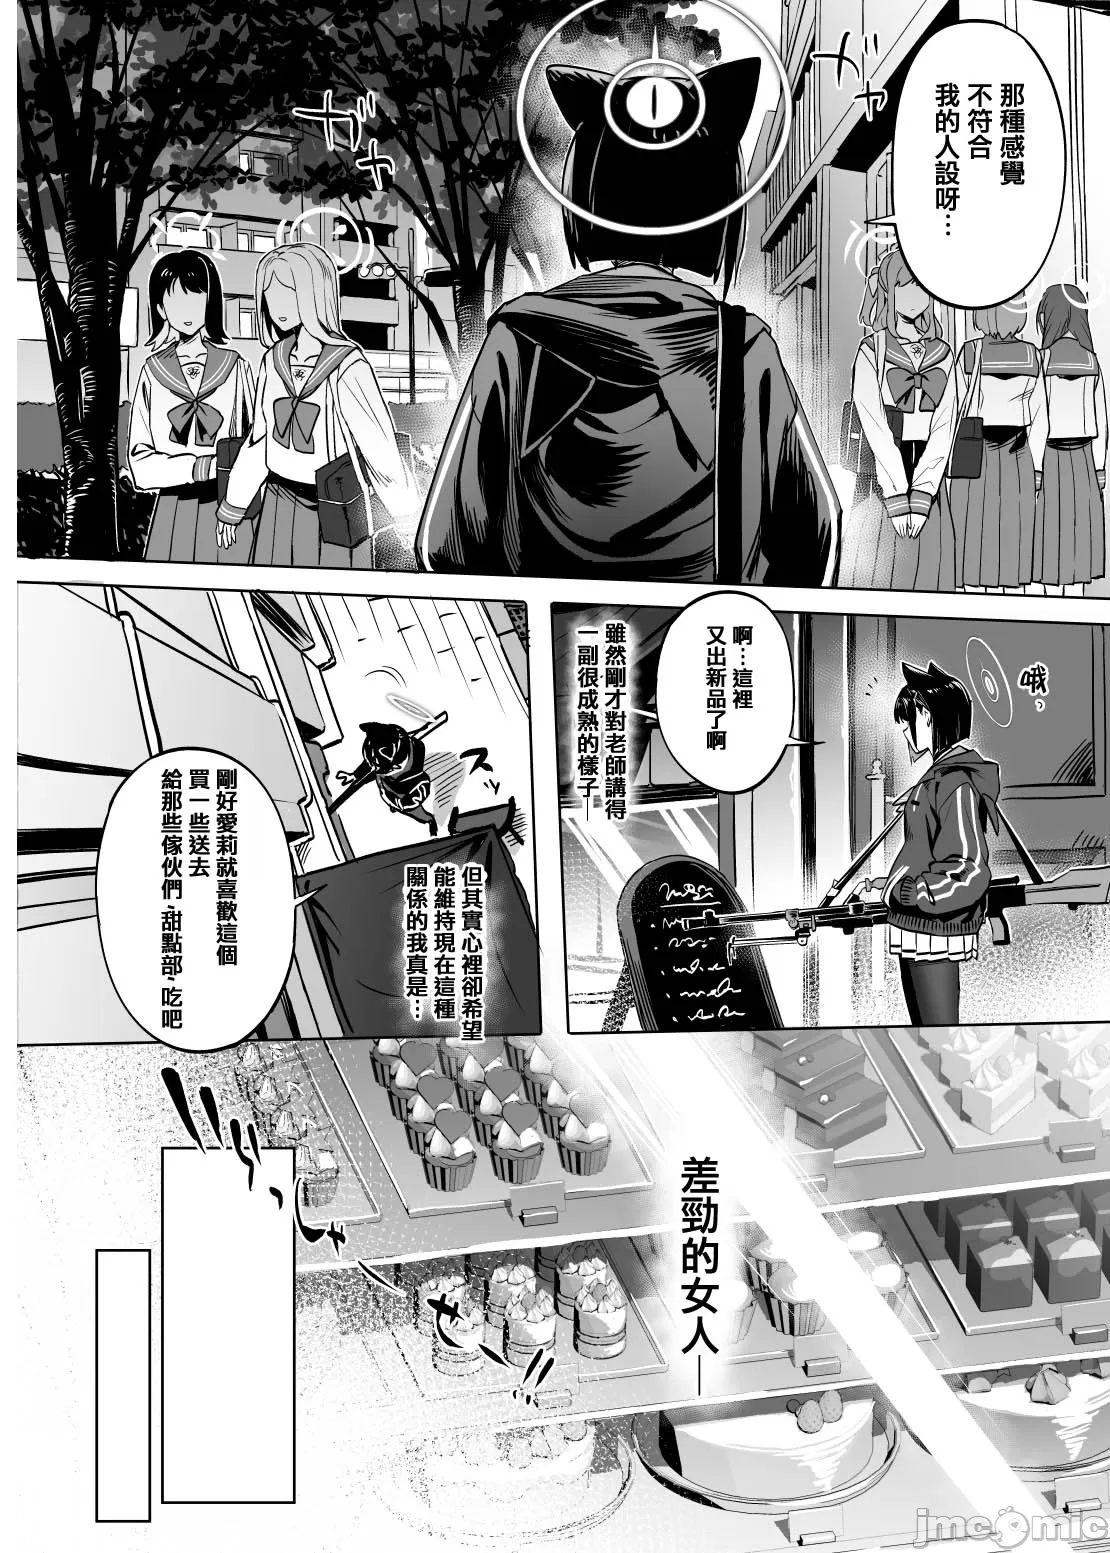 那種感覺
不符合
我的人設呀…
ガヤ
ガヤ
哦。
啊…這裡
又出新品了啊
雖然剛才對老師講得
一副很成熟的樣子—
スッ
但其實心裡卻希望
能維持現在這種
關係的我真是…
剛好愛莉就喜歡這個
買一些送去
給那些傢伙們-甜點部-吃吧
差勁的女人—
jmcomic